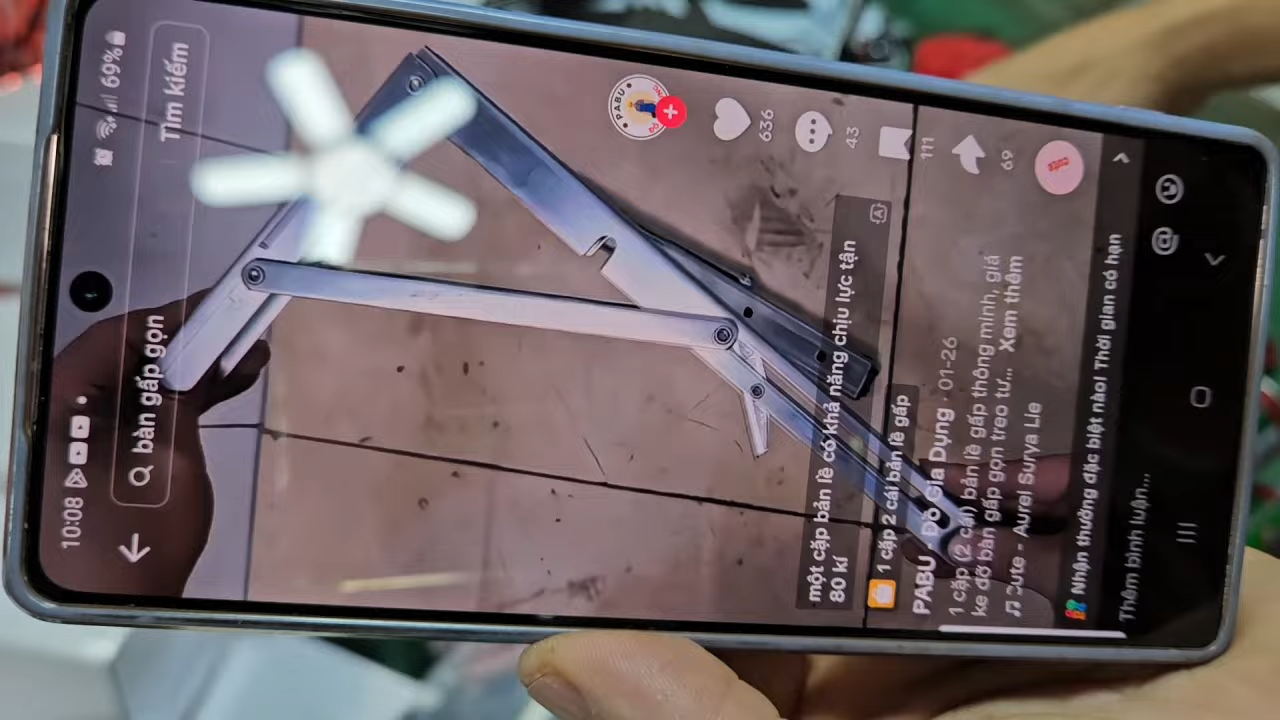 10:08
69%
bàn gấp gọn
Tìm kiếm
PABU
636
43
111
69
một cặp bản lề có khả năng chịu lực tận
80 kí
1 cặp 2 cái bản lề gấp
PABU - Đồ Gia Dụng · 01-26
1 cặp (2 cái) bản lề gấp thông minh, giá
ke đỡ bàn gấp gọn treo tư... Xem thêm
Cute - Aurel Surya Lie
Nhận thưởng đặc biệt nào! Thời gian có hạn
Thêm bình luận...